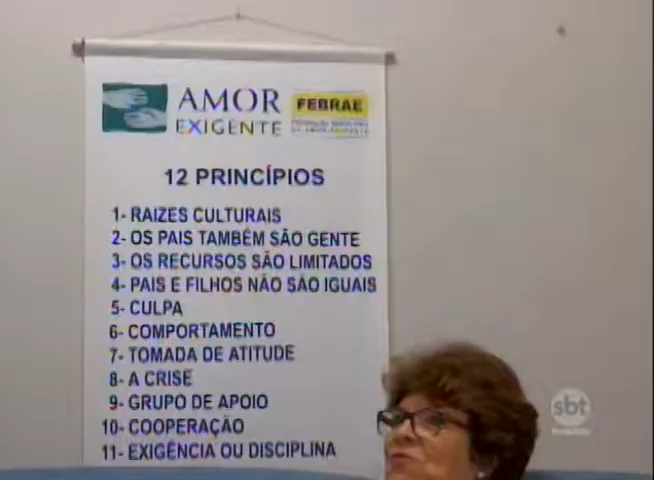 AMOR
EXIGENTE
FEBRAE
12 PRINCÍPIOS
1- RAIZES CULTURAIS
2- OS PAIS TAMBÉM SÃO GENTE
3- OS RECURSOS SÃO LIMITADOS
4- PAIS E FILHOS NÃO SÃO IGUAIS
5- CULPA
6- COMPORTAMENTO
7- TOMADA DE ATITUDE
8- A CRISE
9- GRUPO DE APOIO
10- COOPERAÇÃO
11- EXIGÊNCIA OU DISCIPLINA
sbt